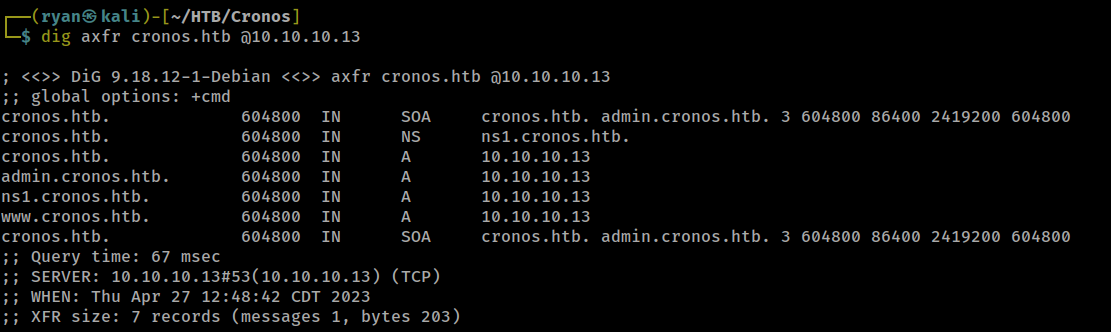 ┌──(ryan㉿kali)-[~/HTB/Cronos]
└─$ dig axfr cronos.htb @10.10.10.13

; <<>> DiG 9.18.12-1-Debian <<>> axfr cronos.htb @10.10.10.13
;; global options: +cmd
cronos.htb.             604800  IN      SOA     cronos.htb. admin.cronos.htb. 3 604800 86400 2419200 604800
cronos.htb.             604800  IN      NS      ns1.cronos.htb.
cronos.htb.             604800  IN      A       10.10.10.13
admin.cronos.htb.       604800  IN      A       10.10.10.13
ns1.cronos.htb.         604800  IN      A       10.10.10.13
www.cronos.htb.         604800  IN      A       10.10.10.13
cronos.htb.             604800  IN      SOA     cronos.htb. admin.cronos.htb. 3 604800 86400 2419200 604800
;; Query time: 67 msec
;; SERVER: 10.10.10.13#53(10.10.10.13) (TCP)
;; WHEN: Thu Apr 27 12:48:42 CDT 2023
;; XFR size: 7 records (messages 1, bytes 203)